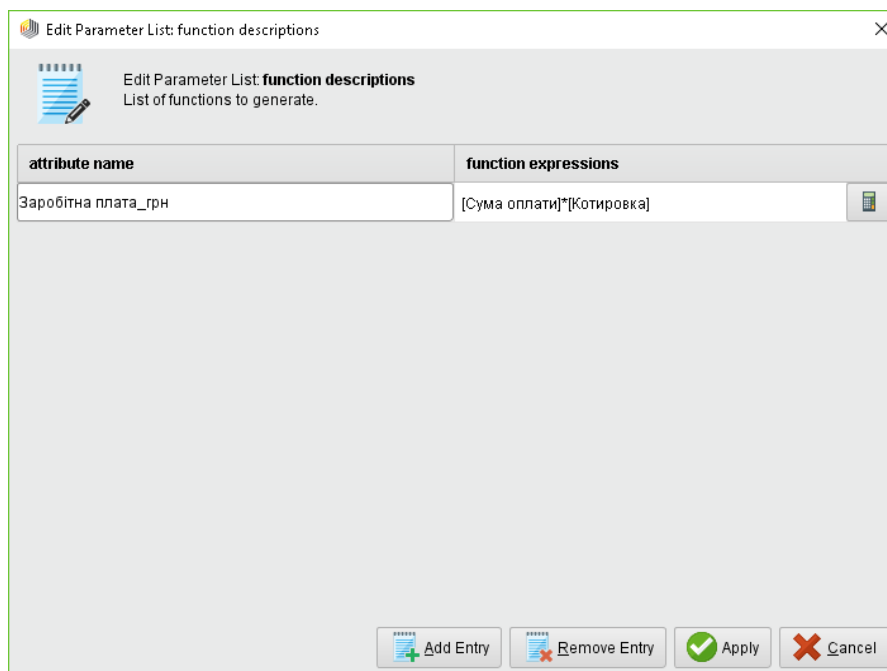 Edit Parameter List: function descriptions
Edit Parameter List: function descriptions
List of functions to generate.
attribute name function expressions
Заробітна плата_грн [Сума оплати]*[Котировка]
Add Entry Remove Entry Apply Cancel